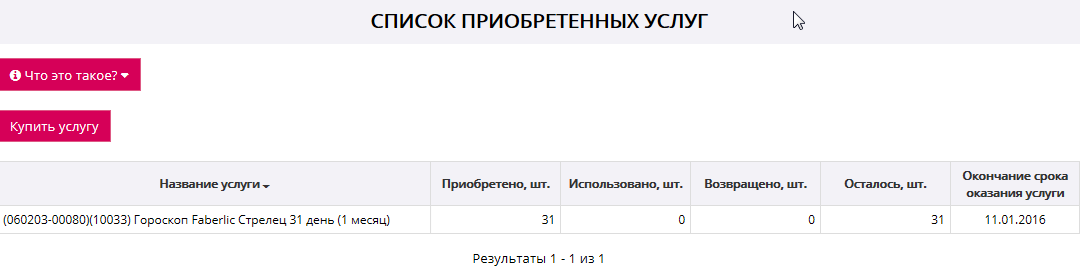 СПИСОК ПРИОБРЕТЕННЫХ УСЛУГ
Что это такое?
Купить услугу
Название услуги Приобретено, шт. Использовано, шт. Возвращено, шт. Осталось, шт. Окончание срока
оказания услуги
(060203-00080)(10033) Гороскоп Faberlic Стрелец 31 день (1 месяц) 31 0 0 31 11.01.2016
Результаты 1 - 1 из 1